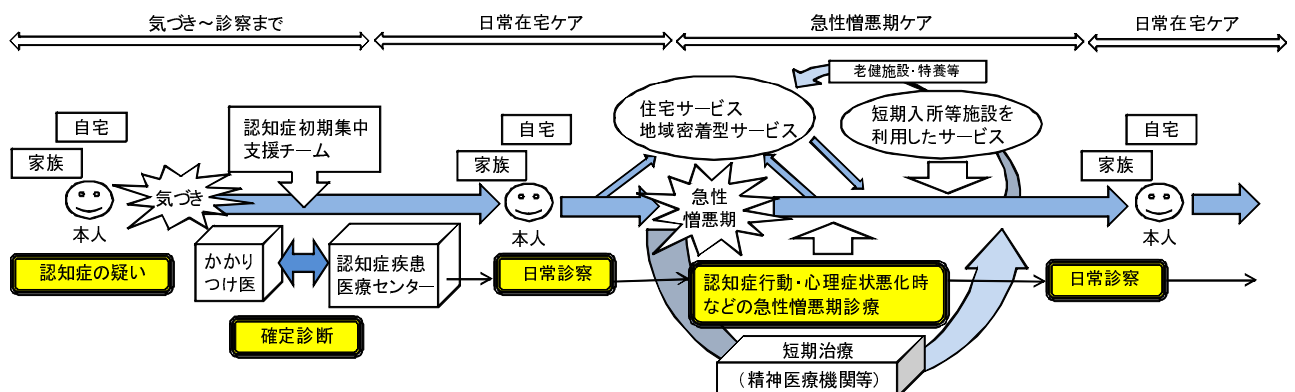 気づき～診察まで
日常在宅ケア
急性憎悪期ケア
日常在宅ケア
老健施設・特養等
住宅サービス
地域密着型サービス
短期入所等施設を
利用したサービス
認知症初期集中
支援チーム
自宅
家族
気づき
本人
自宅
家族
本人
急性
憎悪期
自宅
家族
本人
かかり
つけ医
認知症疾患
医療センター
認知症の疑い
確定診断
日常診察
認知症行動・心理症状悪化時
などの急性憎悪期診療
日常診察
短期治療
（精神医療機関等）